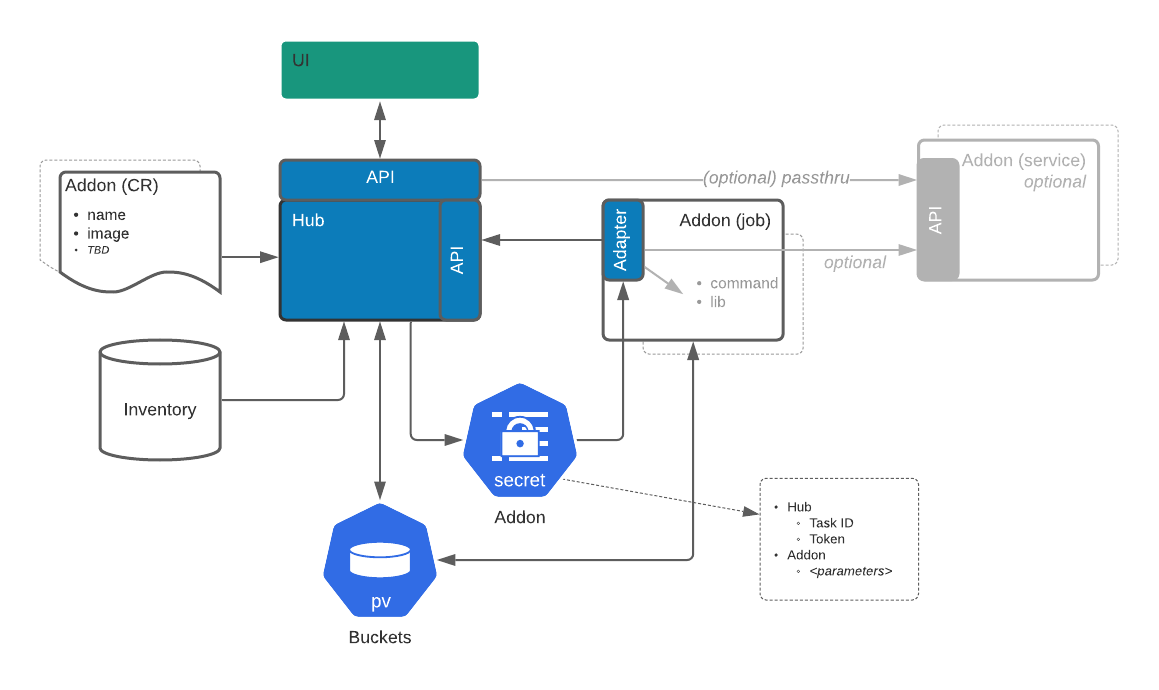 UI
API
Hub
API
Addon (CR)
• name
• image
• TBD
Inventory
(optional) passthru
Adapter
Addon (job)
• command
• lib
optional
Addon (service)
optional
API
secret
Addon
pv
Buckets
• Hub
◦ Task ID
◦ Token
• Addon
◦ <parameters>